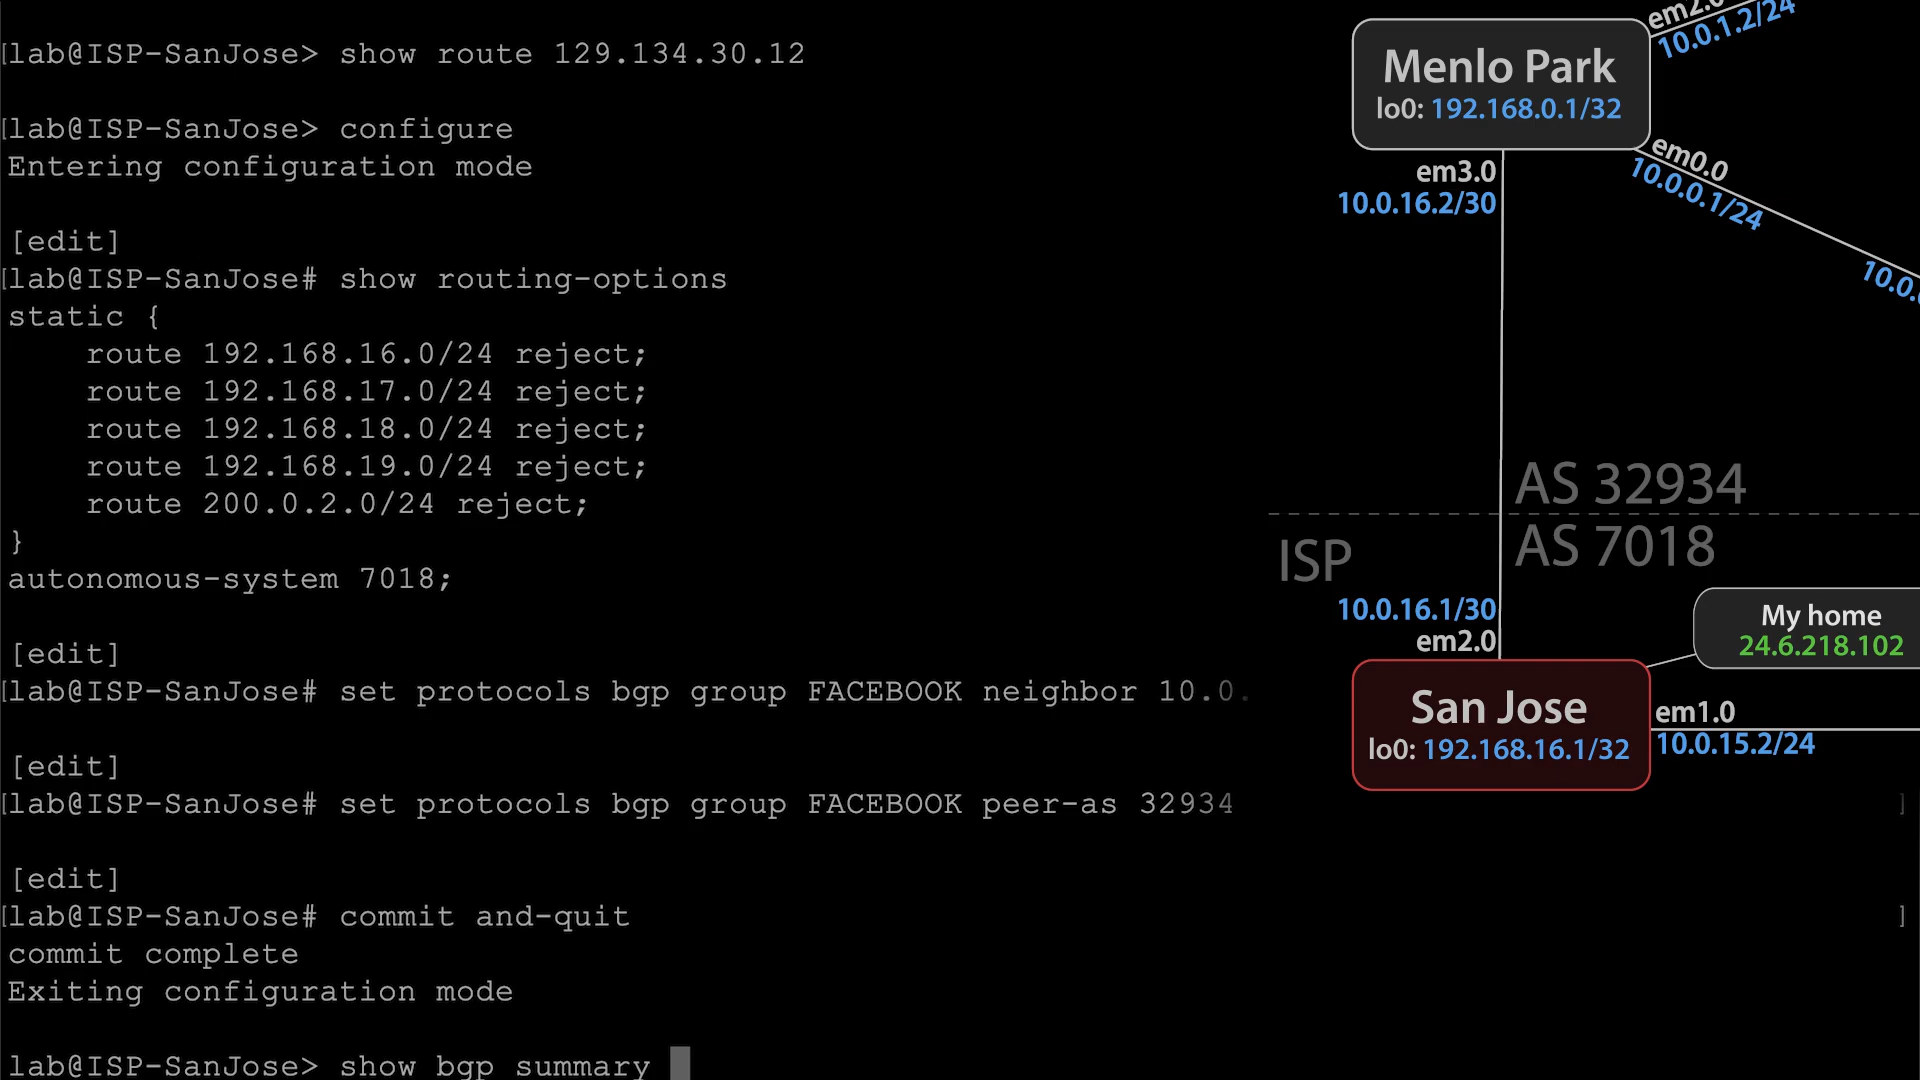 [lab@ISP-SanJose> show route 129.134.30.12
[lab@ISP-SanJose> configure
Entering configuration mode
[edit]
[lab@ISP-SanJose# show routing-options
static {
route 192.168.16.0/24 reject;
route 192.168.17.0/24 reject;
route 192.168.18.0/24 reject;
route 192.168.19.0/24 reject;
route 200.0.2.0/24 reject;
}
autonomous-system 7018;
[edit]
[lab@ISP-SanJose# set protocols bgp group FACEBOOK neighbor 10.0.
[edit]
[lab@ISP-SanJose# set protocols bgp group FACEBOOK peer-as 32934 ]
[edit]
[lab@ISP-SanJose# commit and-quit ]
commit complete
Exiting configuration mode
lab@ISP-SanJose> show bgp summary
em2.0
10.0.1.2/24
Menlo Park
lo0: 192.168.0.1/32
em3.0
10.0.16.2/30
em0.0
10.0.0.1/24
10.0.
AS 32934
ISP
AS 7018
10.0.16.1/30
em2.0
My home
24.6.218.102
San Jose
lo0: 192.168.16.1/32
em1.0
10.0.15.2/24